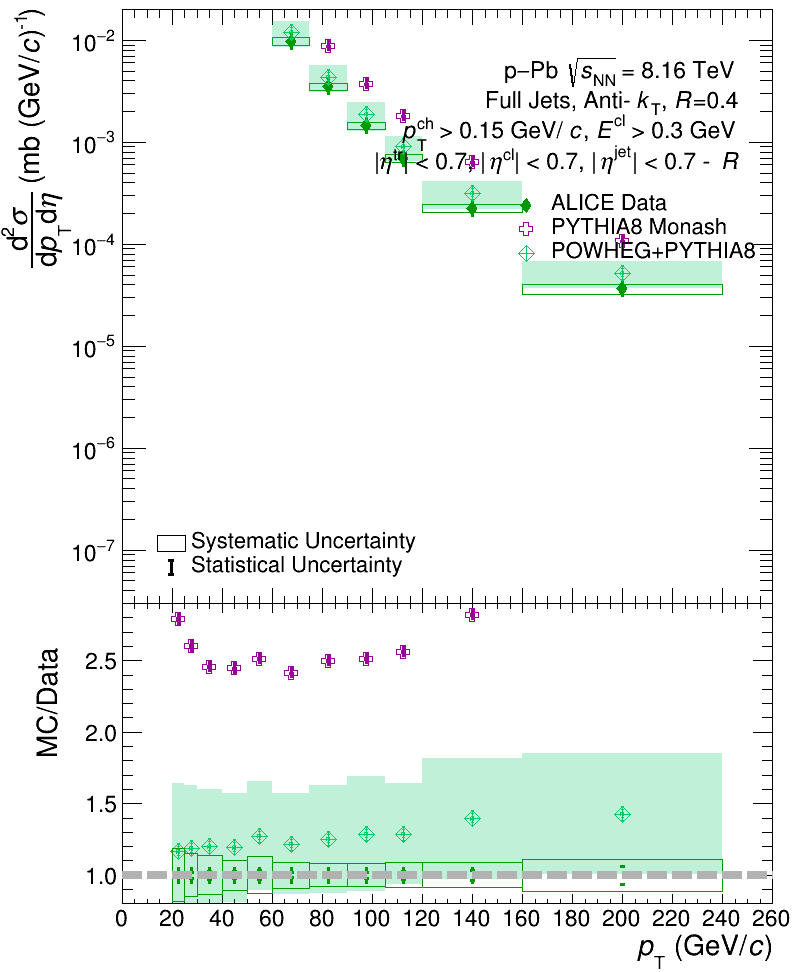 d²σ/dp_T dη (mb (GeV/c)⁻¹)
10⁻²
10⁻³
10⁻⁴
10⁻⁵
10⁻⁶
10⁻⁷
p−Pb √s_NN = 8.16 TeV
Full Jets, Anti- k_T, R=0.4
p_T^ch > 0.15 GeV/ c, E^cl > 0.3 GeV
|η^tr| < 0.7, | η^cl| < 0.7, | η^jet| < 0.7 - R
ALICE Data
PYTHIA8 Monash
POWHEG+PYTHIA8
Systematic Uncertainty
Statistical Uncertainty
MC/Data
2.5
2.0
1.5
1.0
0 20 40 60 80 100 120 140 160 180 200 220 240 260
p_T (GeV/c)